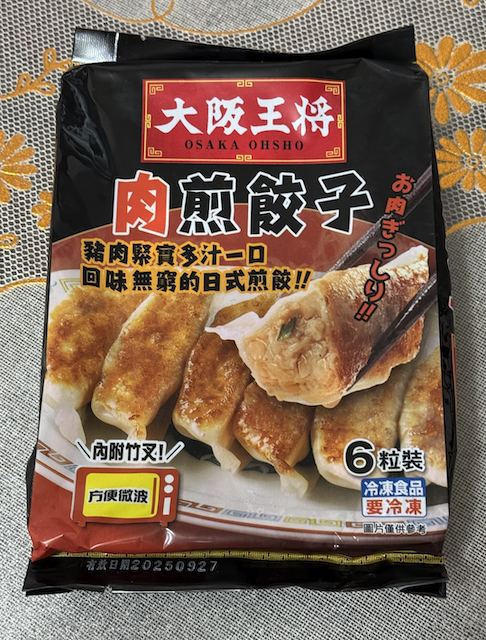 大阪王将
OSAKA OHSHO
肉煎餃子
お肉ぎっしり!!
豬肉緊實多汁一口
回味無窮的日式煎餃!!
\內附竹叉!/
方便微波
6粒裝
冷凍食品
要冷凍
圖片僅供參考
有效日期20250927